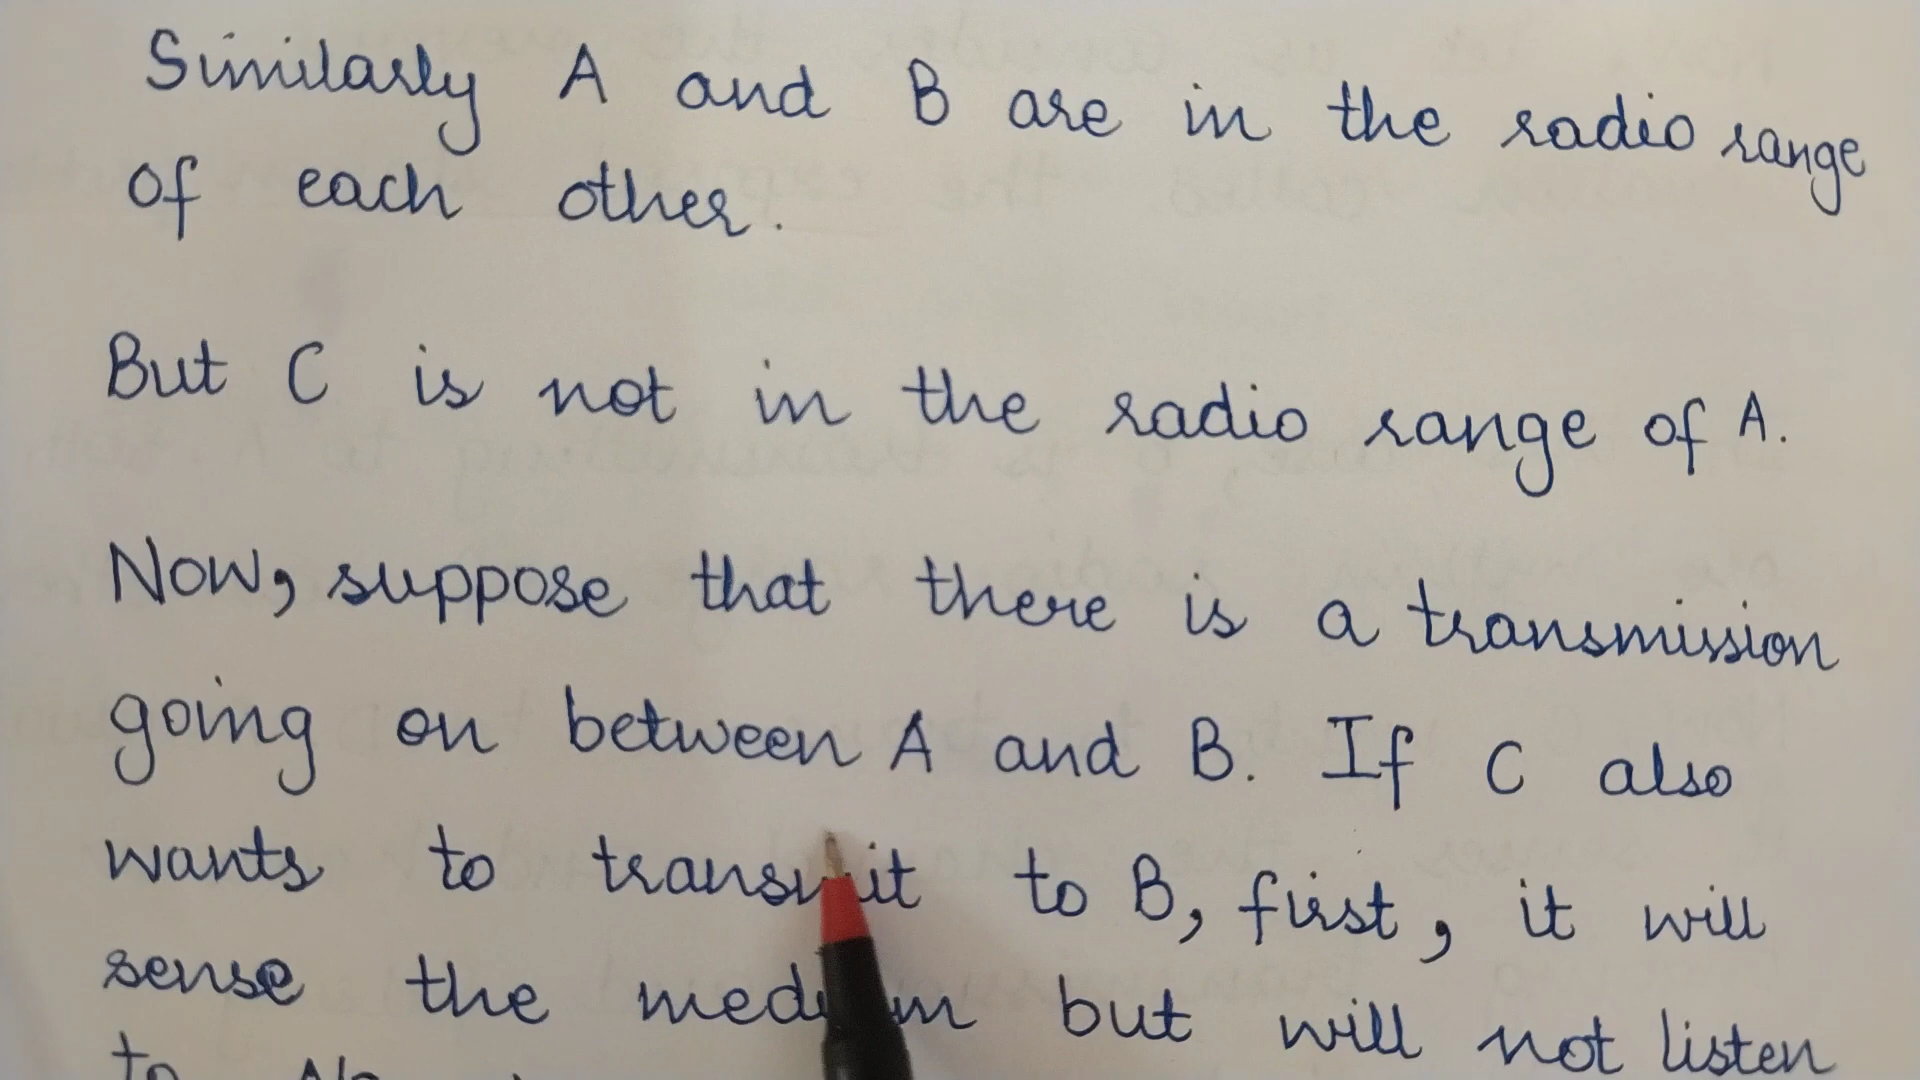 Similarly A and B are in the radio range
of each other.
But C is not in the radio range of A.
Now, suppose that there is a transmission
going on between A and B. If C also
wants to transmit to B, first, it will
sense the medium but will not listen
to